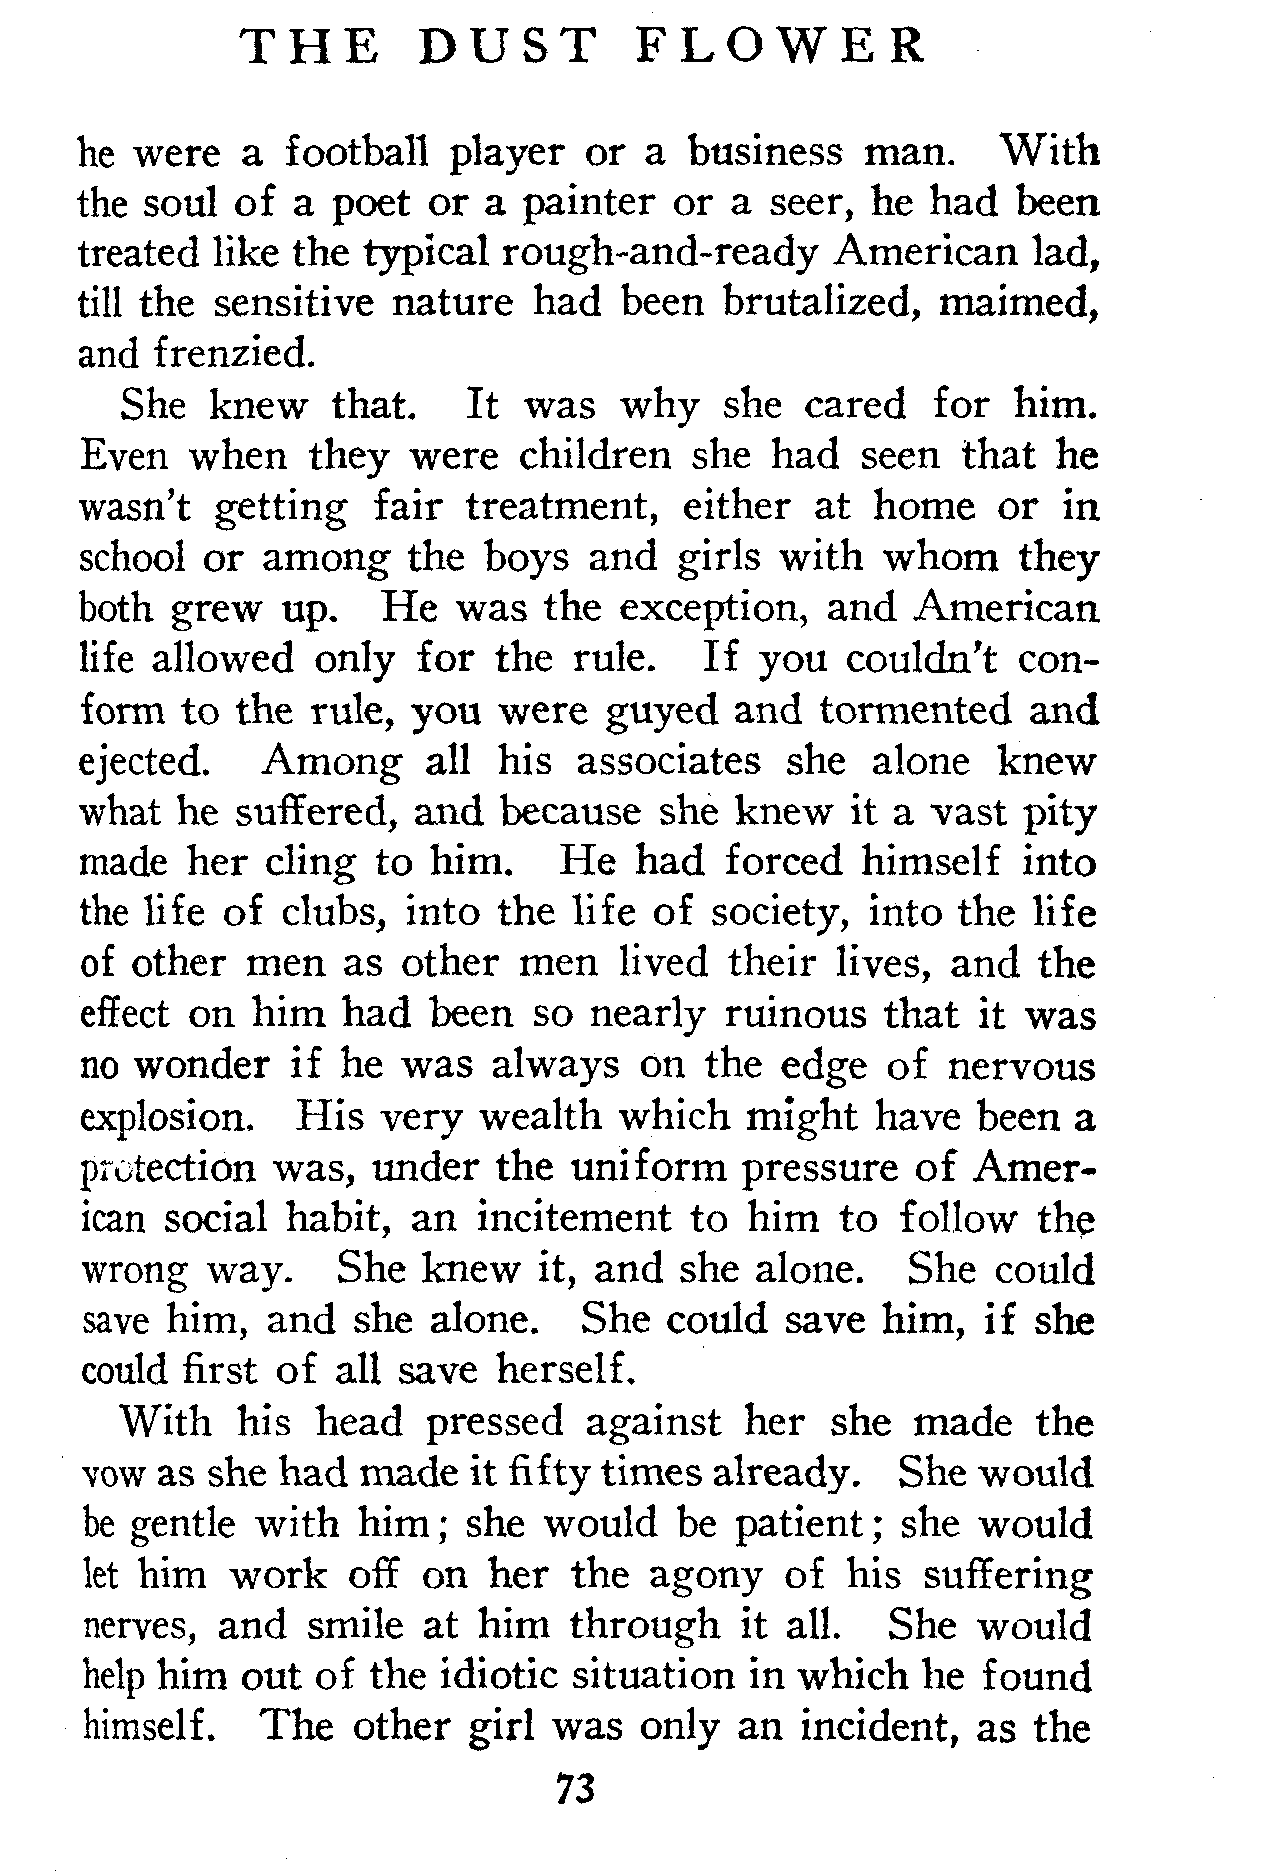 THE DUST FLOWER
he were a football player or a business man. With
the soul of a poet or a painter or a seer, he had been
treated like the typical rough-and-ready American lad,
till the sensitive nature had been brutalized, maimed,
and frenzied.
She knew that. It was why she cared for him.
Even when they were children she had seen that he
wasn't getting fair treatment, either at home or in
school or among the boys and girls with whom they
both grew up. He was the exception, and American
life allowed only for the rule. If you couldn't con-
form to the rule, you were guyed and tormented and
ejected. Among all his associates she alone knew
what he suffered, and because she knew it a vast pity
made her cling to him. He had forced himself into
the life of clubs, into the life of society, into the life
of other men as other men lived their lives, and the
effect on him had been so nearly ruinous that it was
no wonder if he was always on the edge of nervous
explosion. His very wealth which might have been a
protection was, under the uniform pressure of Amer-
ican social habit, an incitement to him to follow the
wrong way. She knew it, and she alone. She could
save him, and she alone. She could save him, if she
could first of all save herself.
With his head pressed against her she made the
vow as she had made it fifty times already. She would
be gentle with him; she would be patient; she would
let him work off on her the agony of his suffering
nerves, and smile at him through it all. She would
help him out of the idiotic situation in which he found
himself. The other girl was only an incident, as the
73